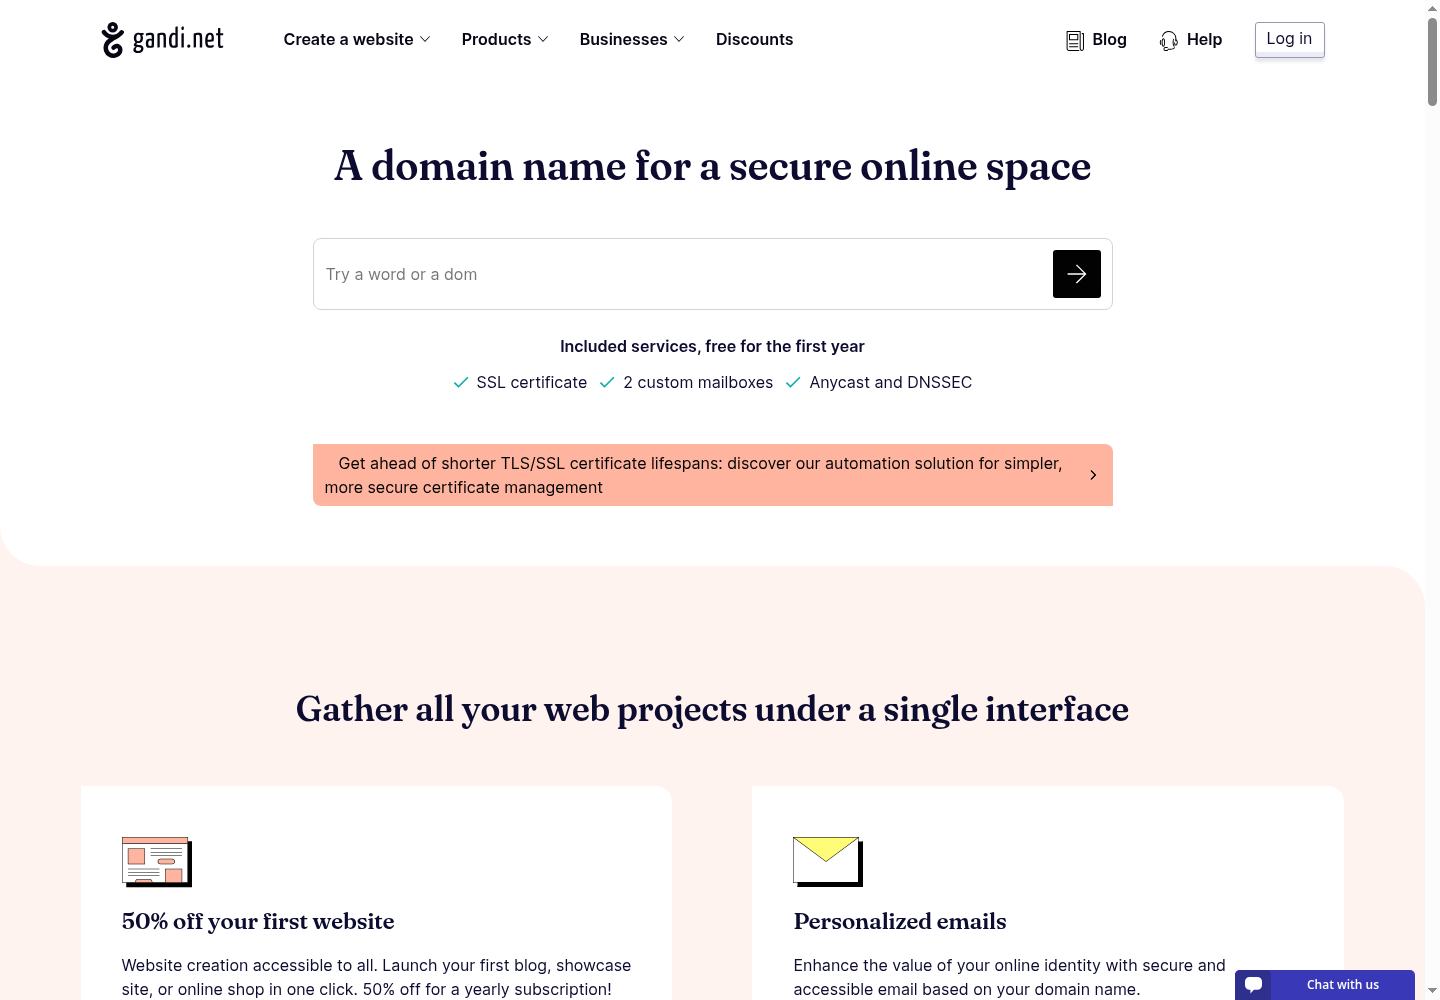 gandi.net
Create a website
Products
Businesses
Discounts
Blog
Help
Log in
A domain name for a secure online space
Try a word or a dom
Included services, free for the first year
SSL certificate
2 custom mailboxes
Anycast and DNSSEC
Get ahead of shorter TLS/SSL certificate lifespans: discover our automation solution for simpler,
more secure certificate management
Gather all your web projects under a single interface
50% off your first website
Website creation accessible to all. Launch your first blog, showcase
site, or online shop in one click. 50% off for a yearly subscription!
Personalized emails
Enhance the value of your online identity with secure and
accessible email based on your domain name.
Chat with us